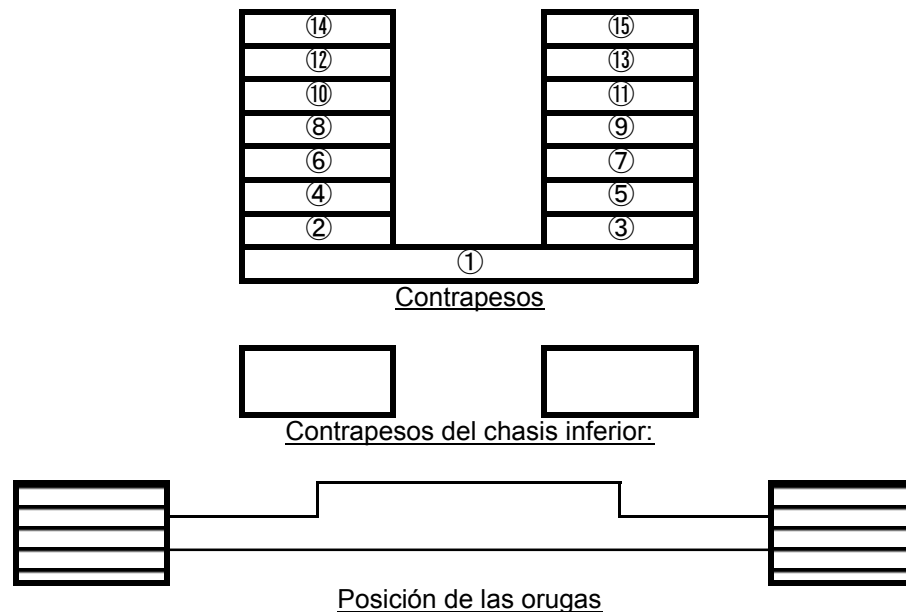 ⑭ ⑮
⑫ ⑬
⑩ ⑪
⑧ ⑨
⑥ ⑦
④ ⑤
② ③
①
Contrapesos
Contrapesos del chasis inferior:
Posición de las orugas